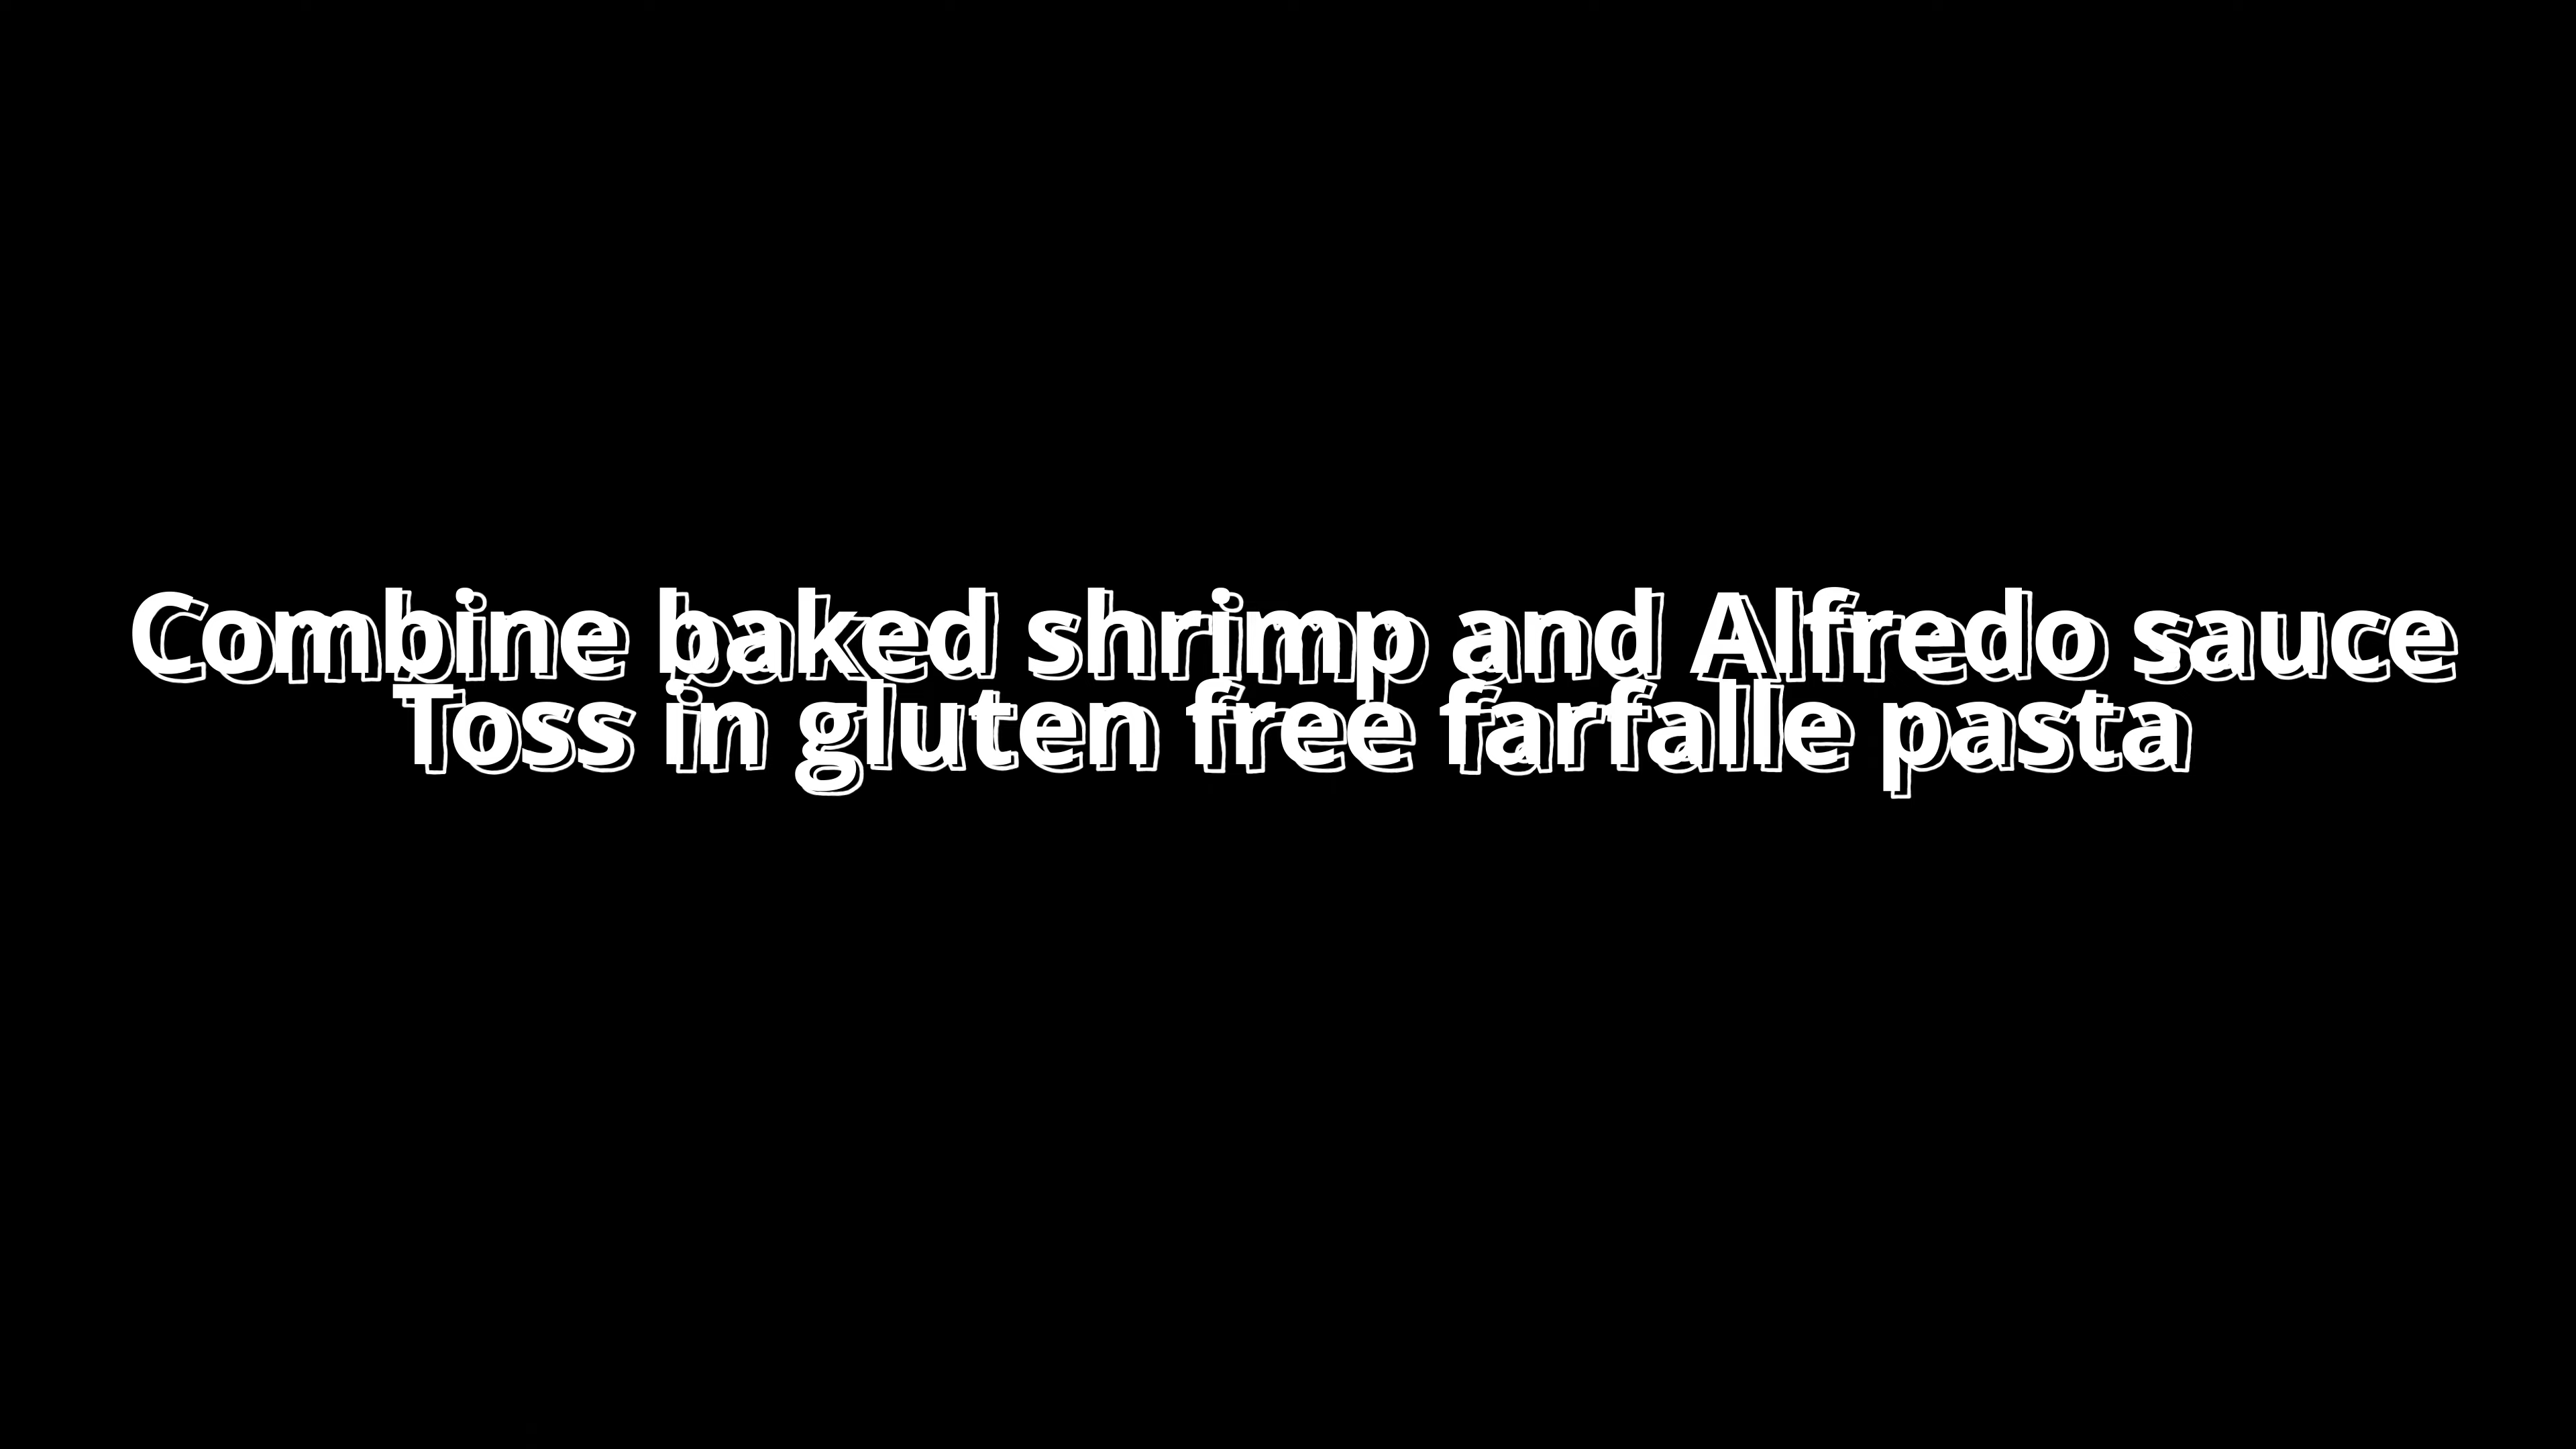 Combine baked shrimp and Alfredo sauce
Toss in gluten free farfalle pasta